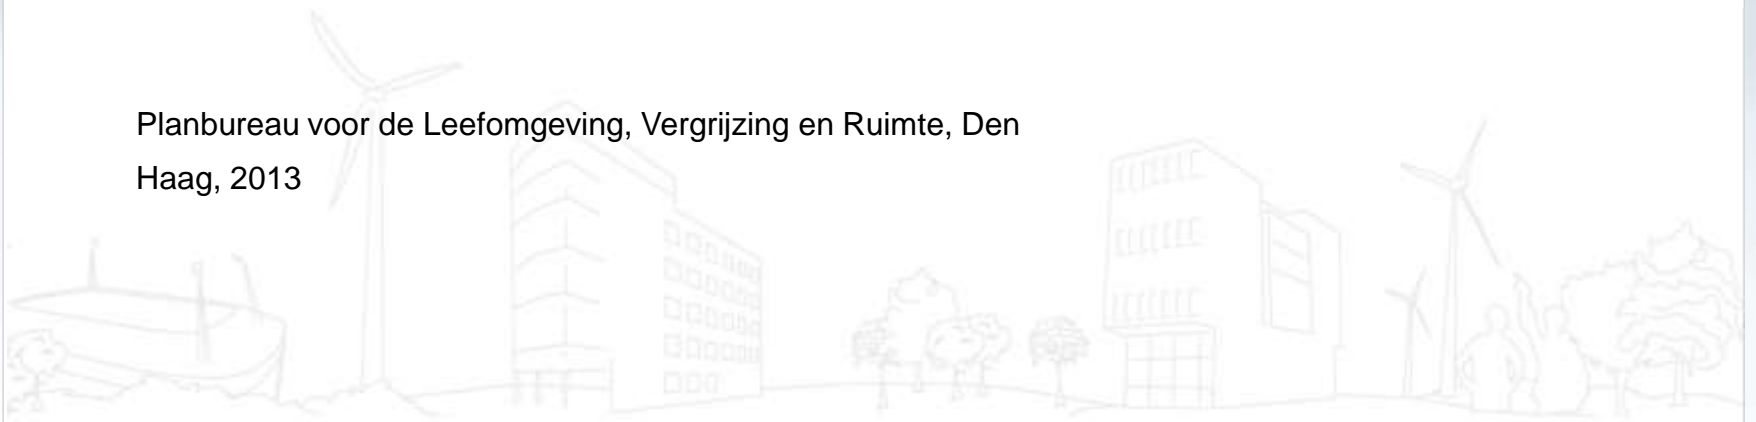 Planbureau voor de Leefomgeving, Vergrijzing en Ruimte, Den
Haag, 2013